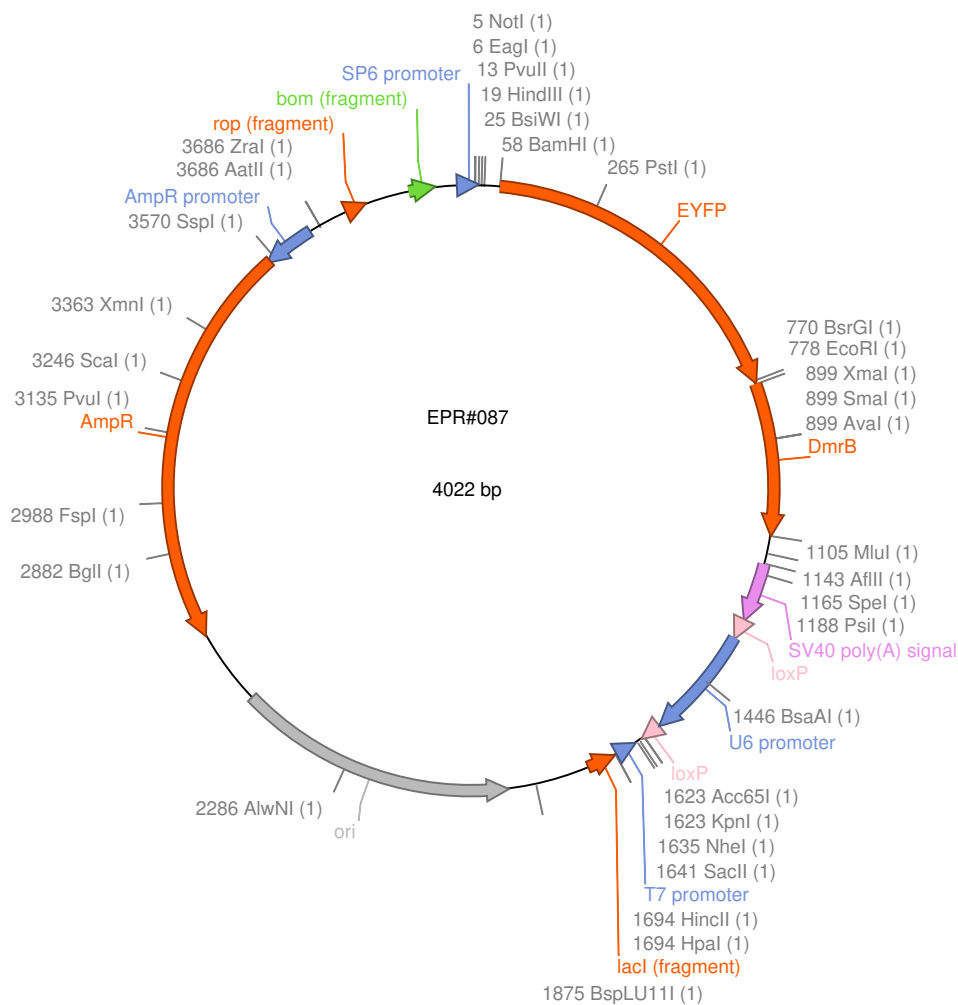 5 NotI (1)
6 EagI (1)
SP6 promoter
13 PvuII (1)
bom (fragment)
19 HindIII (1)
rop (fragment)
25 BsiWI (1)
3686 ZraI (1)
58 BamHI (1)
3686 AatII (1)
265 PstI (1)
AmpR promoter
EYFP
3570 SspI (1)
3363 XmnI (1)
770 BsrGI (1)
778 EcoRI (1)
3246 ScaI (1)
899 XmaI (1)
3135 PvuI (1)
899 SmaI (1)
AmpR
EPR#087
899 AvaI (1)
DmrB
4022 bp
2988 FspI (1)
1105 MluI (1)
2882 BglI (1)
1143 AflII (1)
1165 SpeI (1)
1188 PsiI (1)
SV40 poly(A) signal
loxP
1446 BsaAI (1)
U6 promoter
loxP
1623 Acc65I (1)
2286 AlwNI (1)
1623 KpnI (1)
ori
1635 NheI (1)
1641 SacII (1)
T7 promoter
1694 HincII (1)
1694 HpaI (1)
lacI (fragment)
1875 BspLU11I (1)